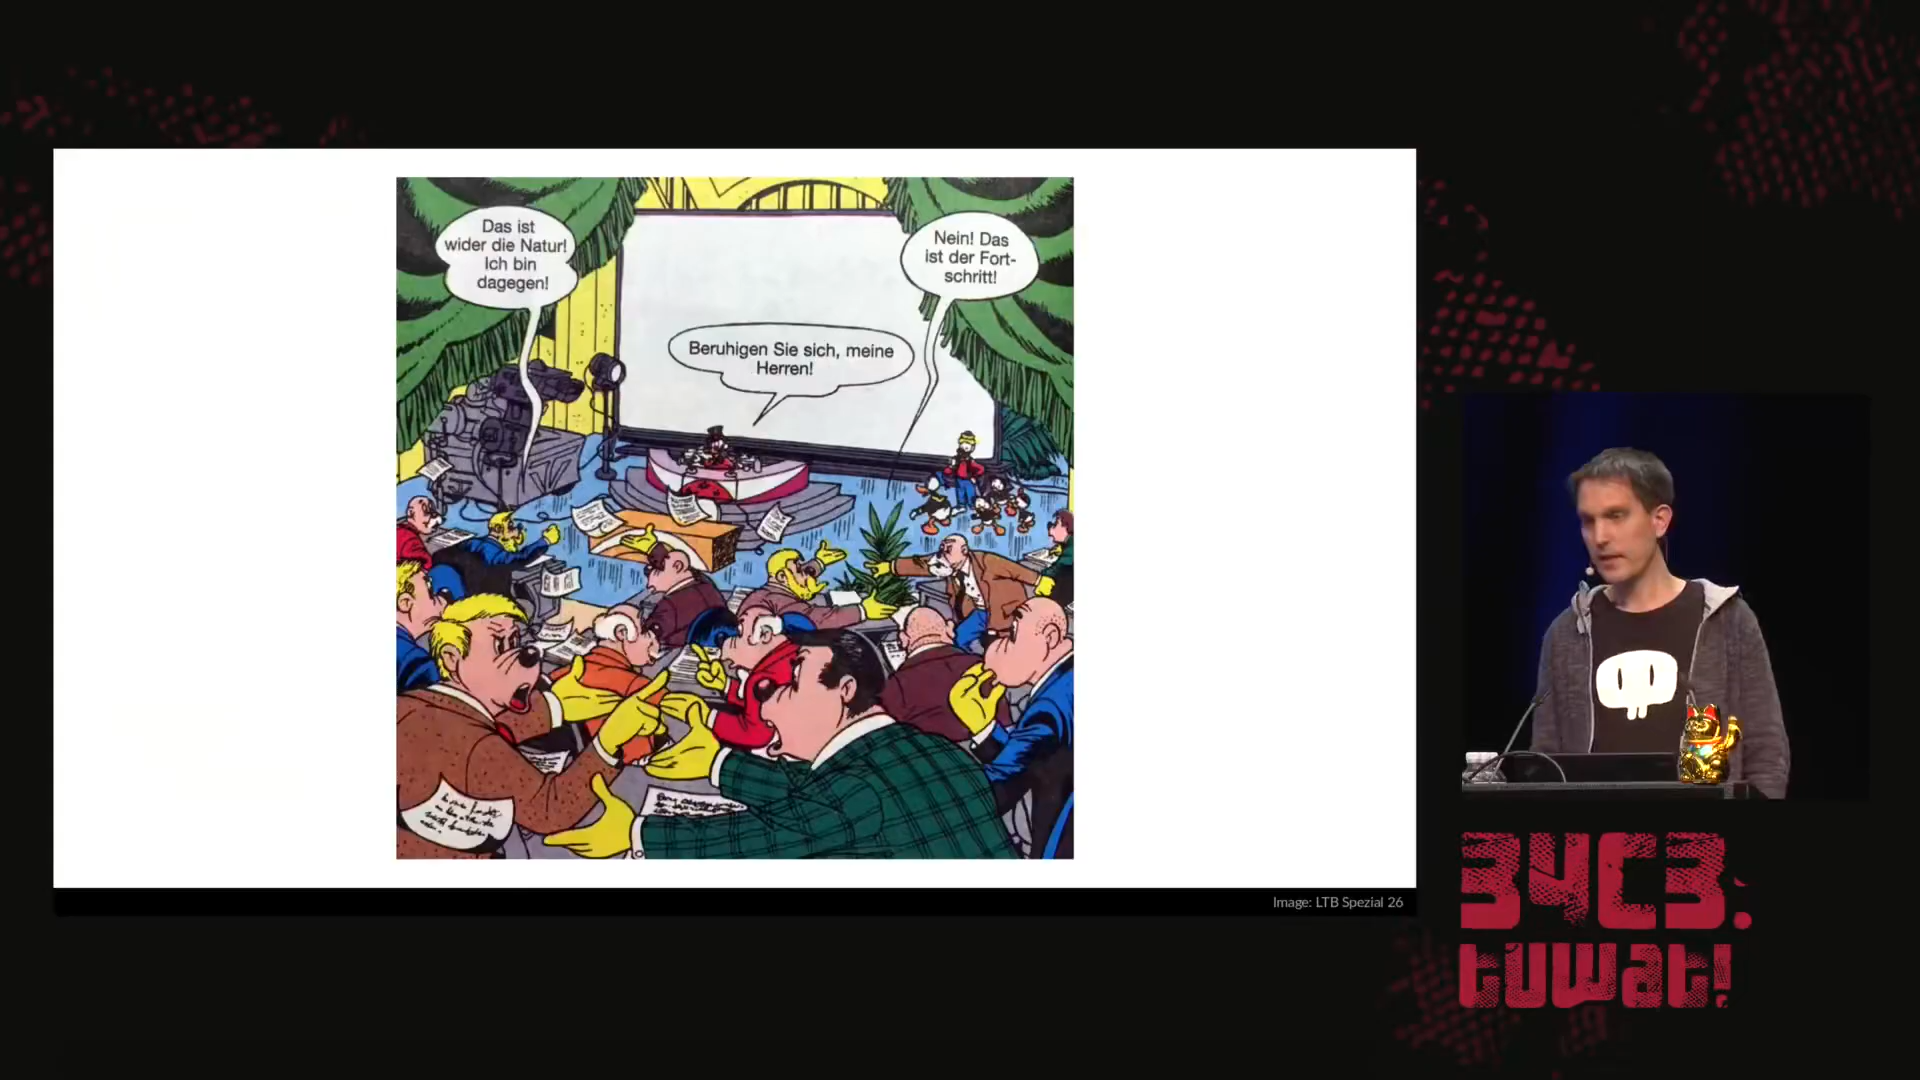 Das ist
wider die Natur!
Ich bin
dagegen!
Nein! Das
ist der Fort-
schritt!
Beruhigen Sie sich, meine
Herren!
Image: LTB Spezial 26
34C3.
tuwat!